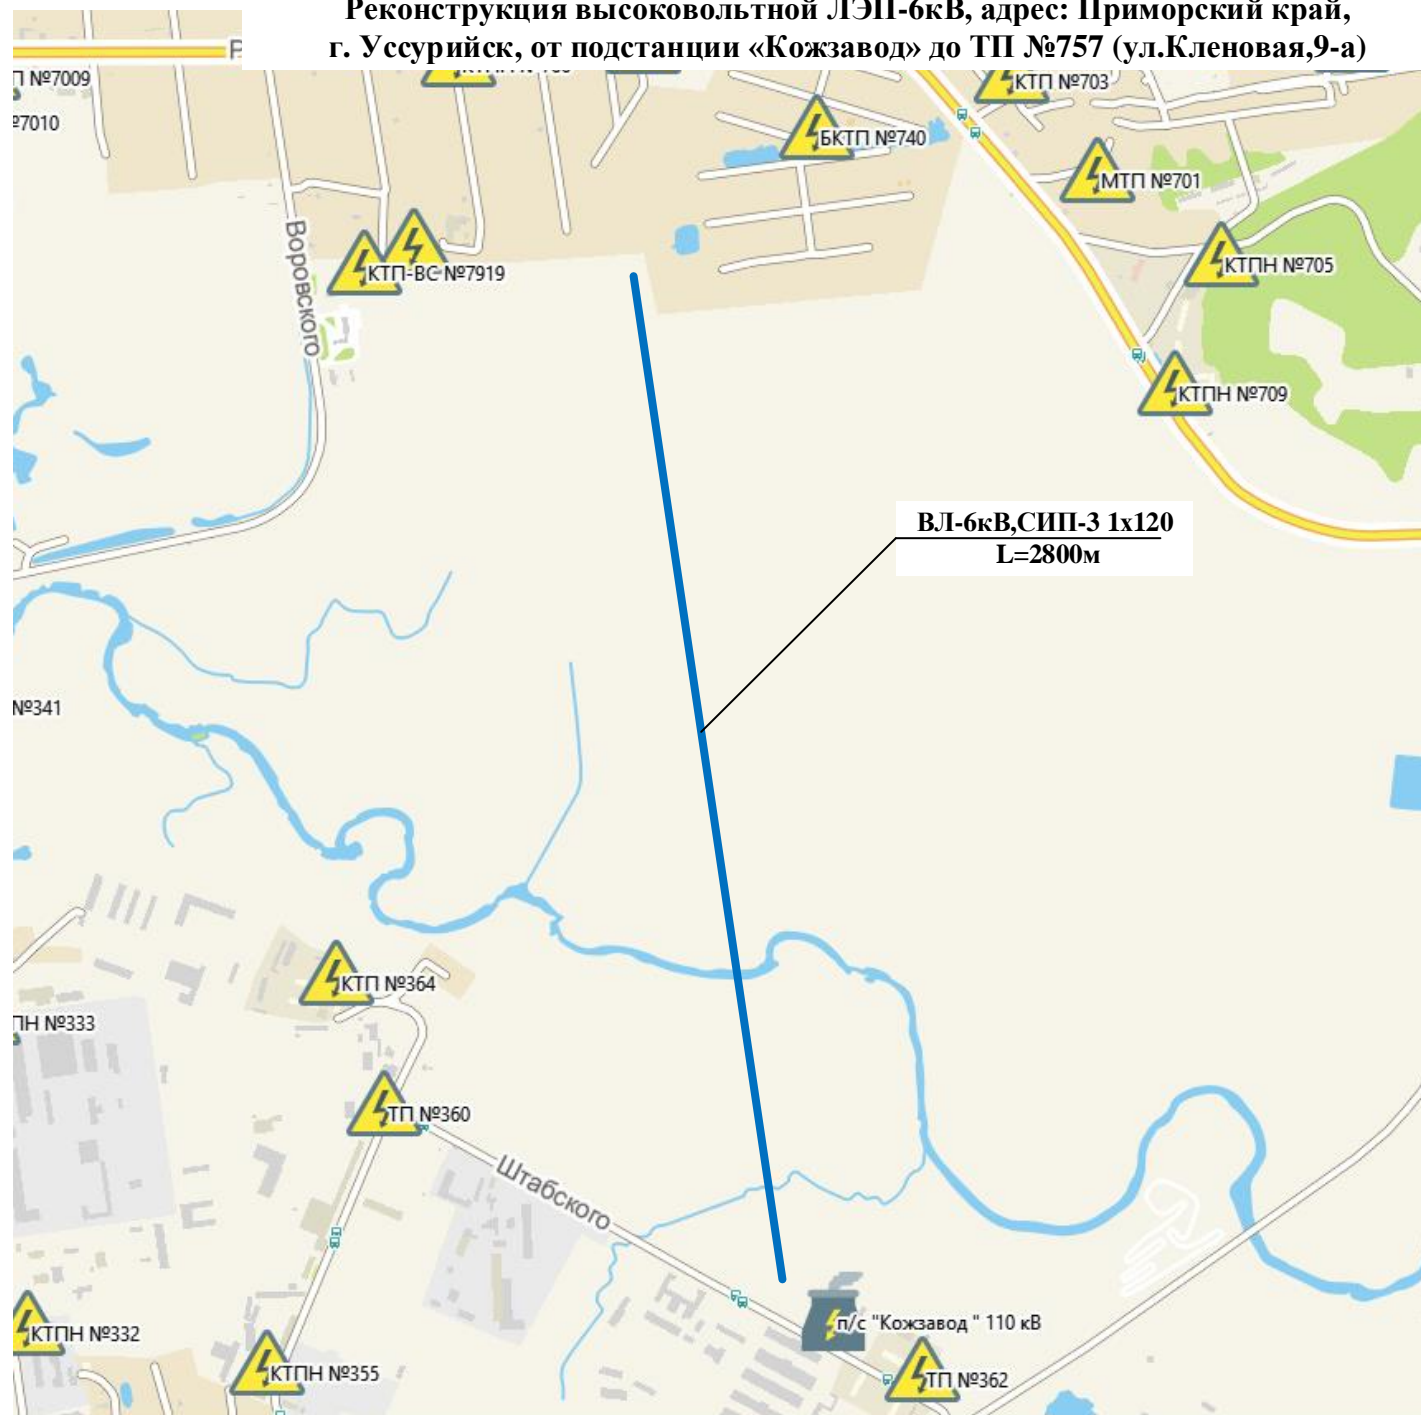 Реконструкция высоковольтной ЛЭП-6кВ, адрес: Приморский край,
г. Уссурийск, от подстанции «Кожзавод» до ТП №757 (ул.Кленовая,9-а)
Р
П №7009
КТП №703
№7010
БКТП №740
МТП №701
Воровского
КТП-ВС №7919
КТПН №705
КТПН №709
ВЛ-6кВ,СИП-3 1x120
L=2800м
№341
КТП №364
ПН №333
ТП №360
Штабского
п/с "Кожзавод " 110 кВ
КТПН №332
КТПН №355
ТП №362